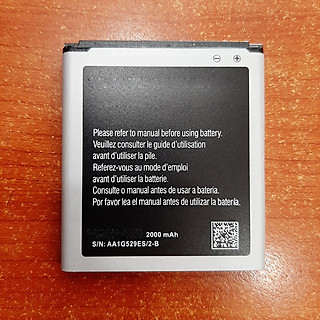 ⊖ ⊕
Please refer to manual before using battery.
Veuillez consulter le guide d'utilisation
avant d'utiliser la pile.
Referez-vous au mode d'emploi
avant d'utiliser la batterie.
Consulte o manual antes de usar a bateria.
Por favor lea el manual antes de utilizar la batería.
2000 mAh
S/N: AA1G529ES/2-B